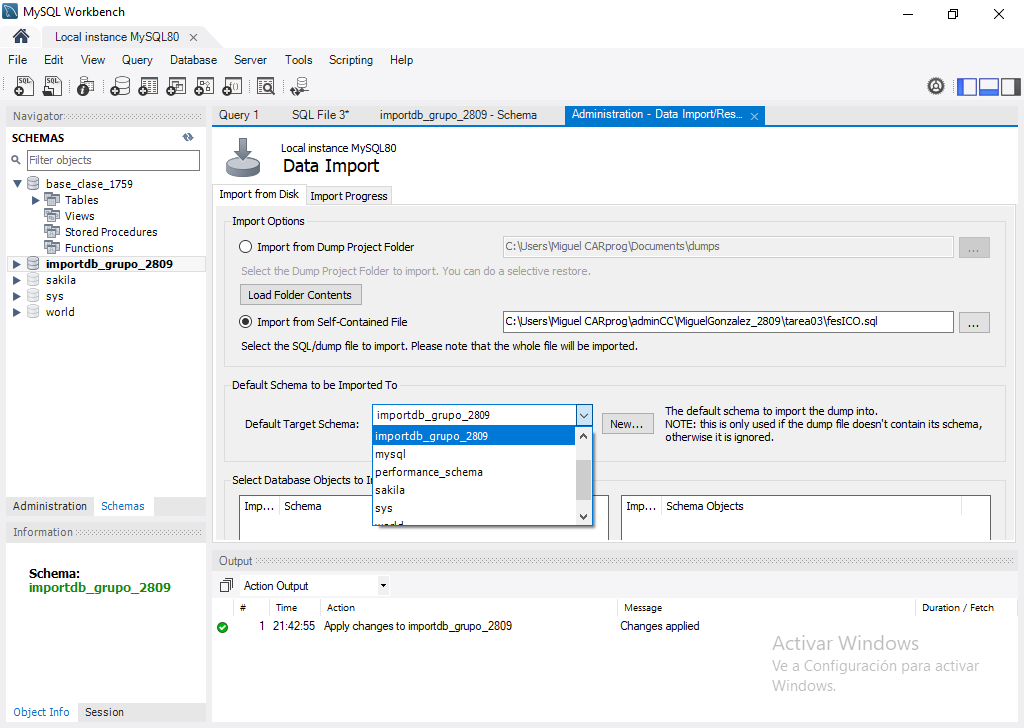 MySQL Workbench
Local instance MySQL80
File Edit View Query Database Server Tools Scripting Help
Navigator
SCHEMAS
Filter objects
base_clase_1759
Tables
Views
Stored Procedures
Functions
importdb_grupo_2809
sakila
sys
world
Administration Schemas
Information
Schema:
importdb_grupo_2809
Object Info Session
Query 1 SQL File 3* importdb_grupo_2809 - Schema Administration - Data Import/Res...
Local instance MySQL80
Data Import
Import from Disk Import Progress
Import Options
Import from Dump Project Folder C:\Users\Miguel CARprog\Documents\dumps ...
Select the Dump Project Folder to import. You can do a selective restore.
Load Folder Contents
Import from Self-Contained File C:\Users\Miguel CARprog\adminCC\MiguelGonzalez_2809\tarea03\fesICO.sql ...
Select the SQL/dump file to import. Please note that the whole file will be imported.
Default Schema to be Imported To
Default Target Schema: importdb_grupo_2809 New...
The default schema to import the dump into.
NOTE: this is only used if the dump file doesn't contain its schema,
otherwise it is ignored.
importdb_grupo_2809
mysql
performance_schema
sakila
sys
world
Select Database Objects to I
Imp... Schema Imp... Schema Objects
Output
Action Output
# Time Action Message Duration / Fetch
1 21:42:55 Apply changes to importdb_grupo_2809 Changes applied
Activar Windows
Ve a Configuración para activar
Windows.